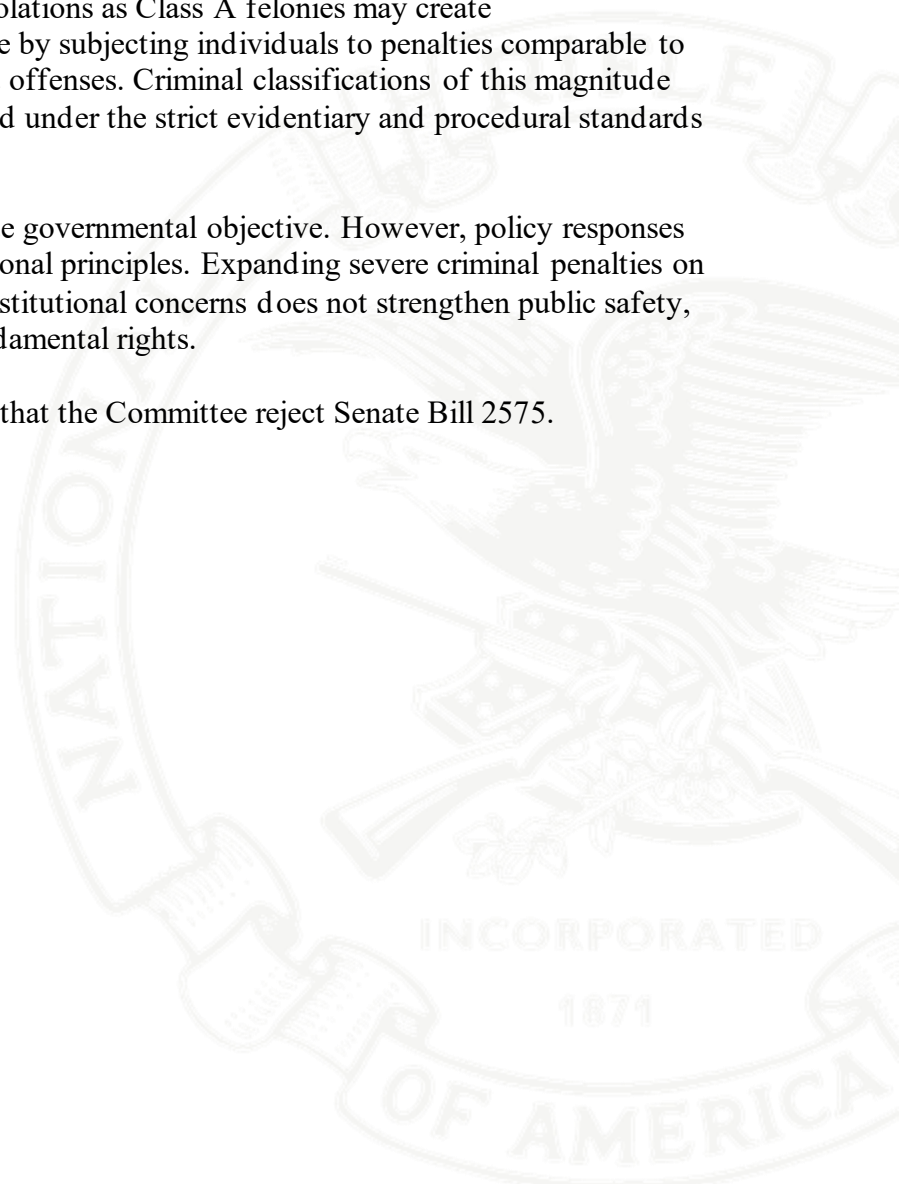 olations as Class A felonies may create
e by subjecting individuals to penalties comparable to
offenses. Criminal classifications of this magnitude
d under the strict evidentiary and procedural standards
e governmental objective. However, policy responses
onal principles. Expanding severe criminal penalties on
stitutional concerns does not strengthen public safety,
damental rights.
that the Committee reject Senate Bill 2575.
NATIONAL
RIFLE
INCORPORATED
1871
OF AMERICA